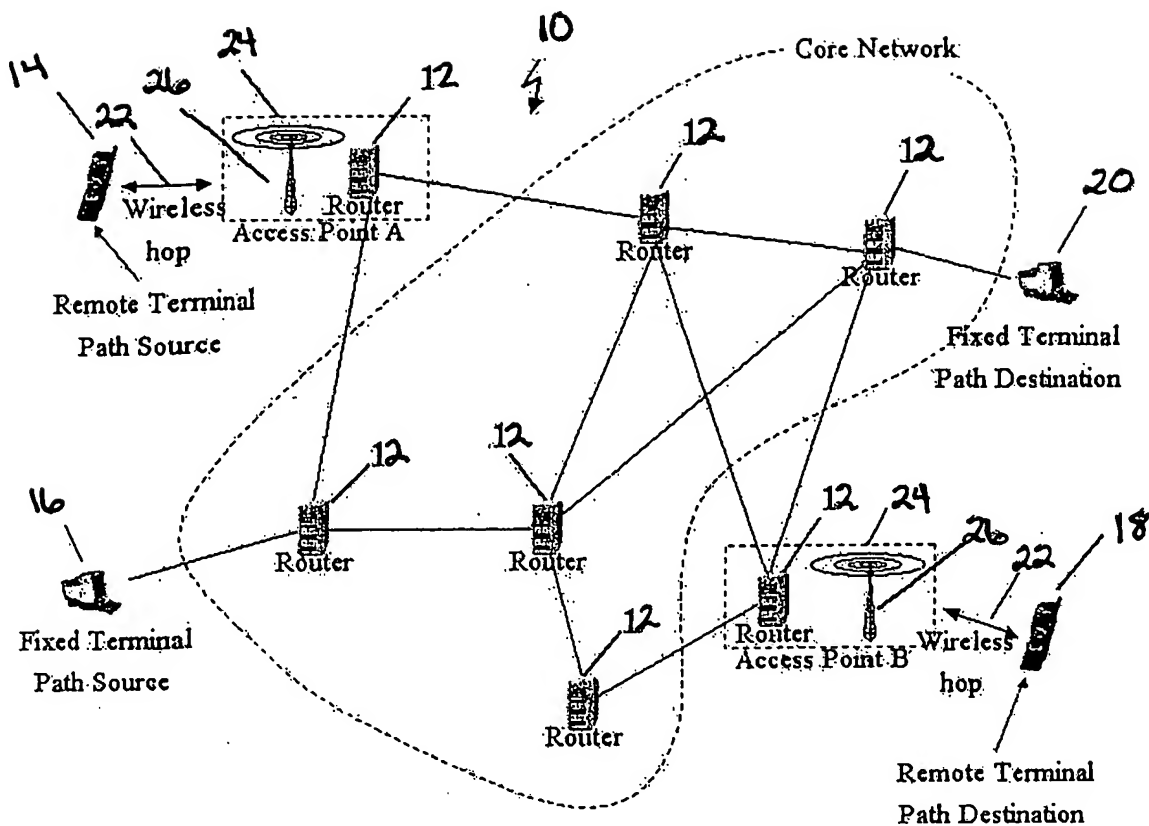 10
Core Network
24
14
26
12
22
12
12
20
Wireless
hop
Router
Access Point A
Router
Router
Remote Terminal
Path Source
Fixed Terminal
Path Destination
12
12
16
12
24
26
18
22
Router
Router
Fixed Terminal
Path Source
12
Router
Access Point B
Wireless
hop
Router
Remote Terminal
Path Destination